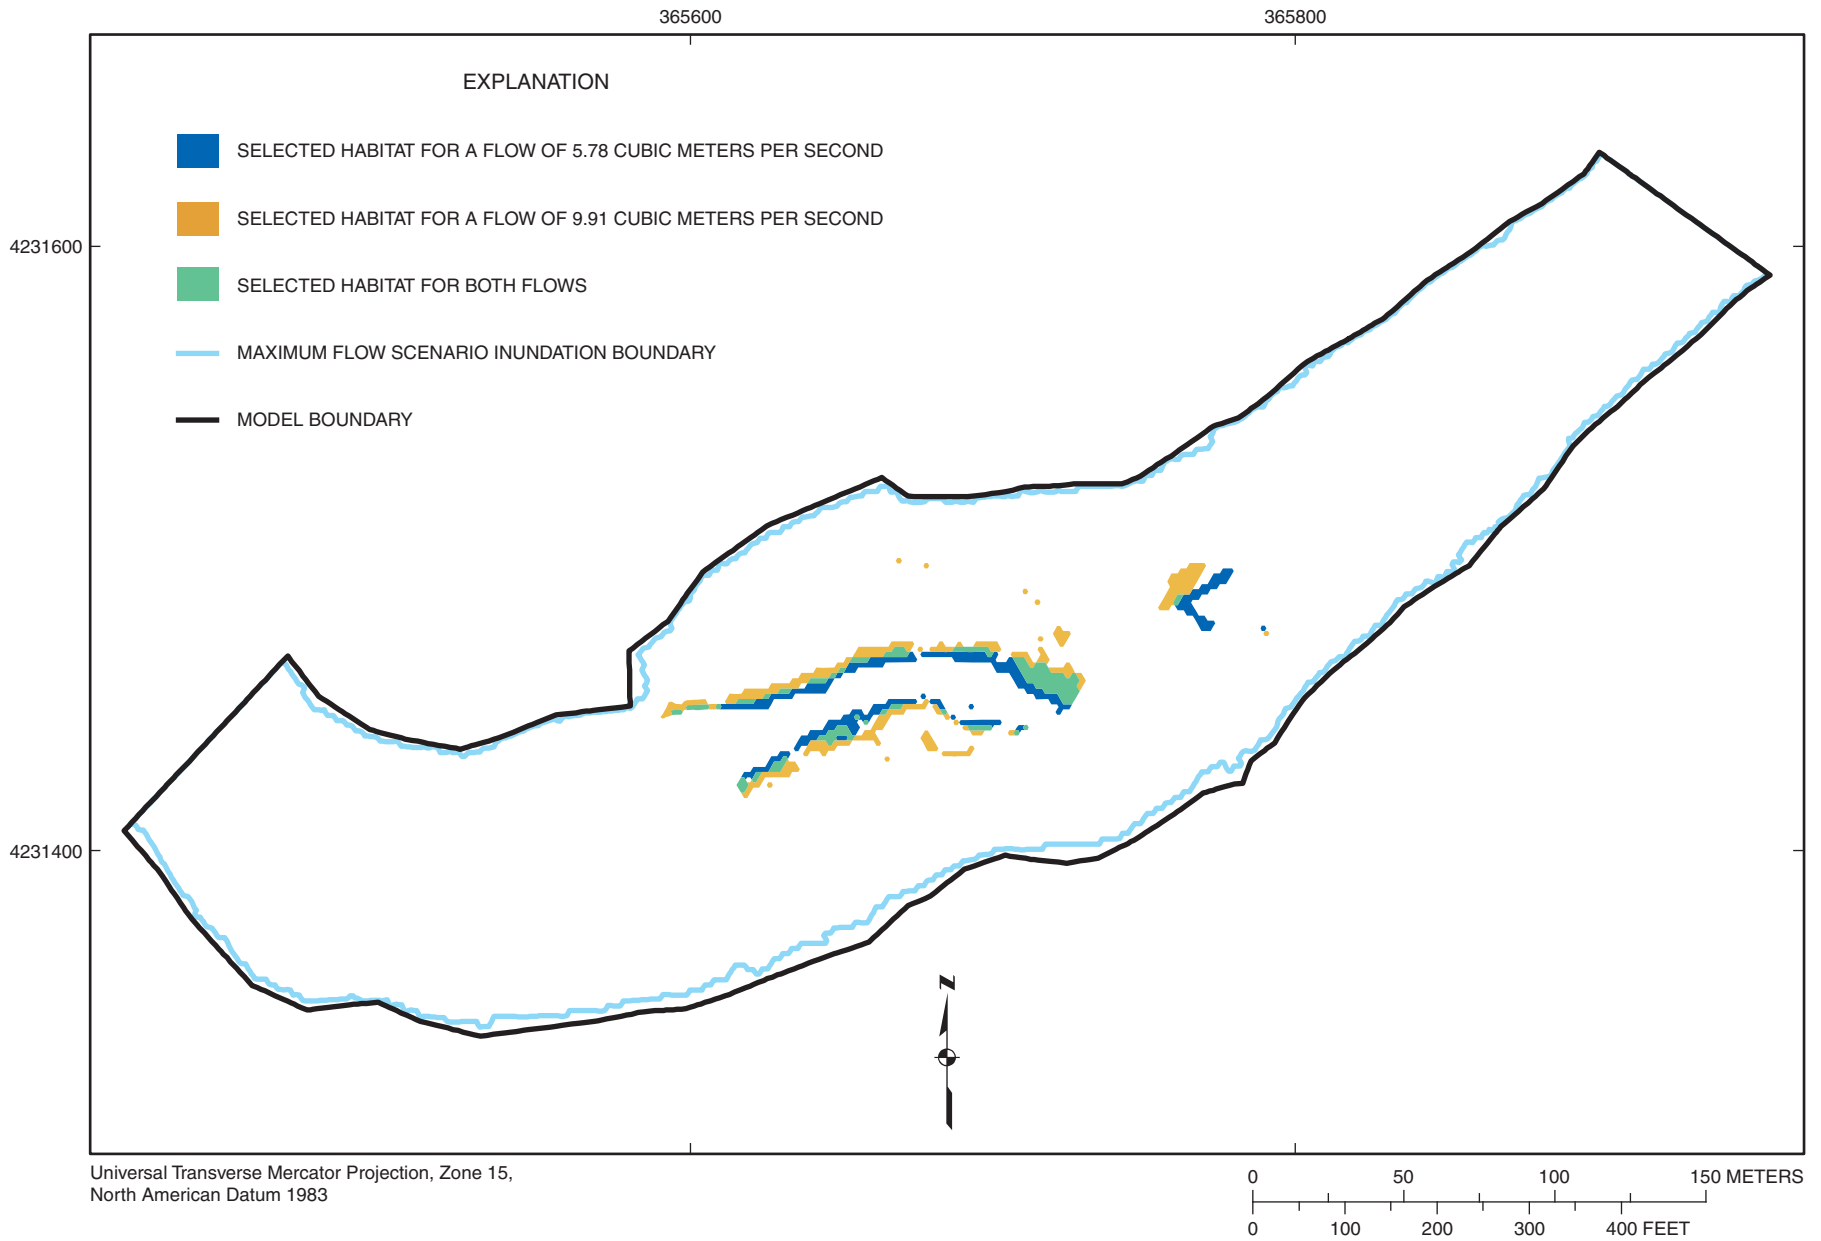 365600 365800
EXPLANATION
SELECTED HABITAT FOR A FLOW OF 5.78 CUBIC METERS PER SECOND
SELECTED HABITAT FOR A FLOW OF 9.91 CUBIC METERS PER SECOND
4231600
SELECTED HABITAT FOR BOTH FLOWS
MAXIMUM FLOW SCENARIO INUNDATION BOUNDARY
MODEL BOUNDARY
4231400
N
Universal Transverse Mercator Projection, Zone 15,
North American Datum 1983
0 50 100 150 METERS
0 100 200 300 400 FEET